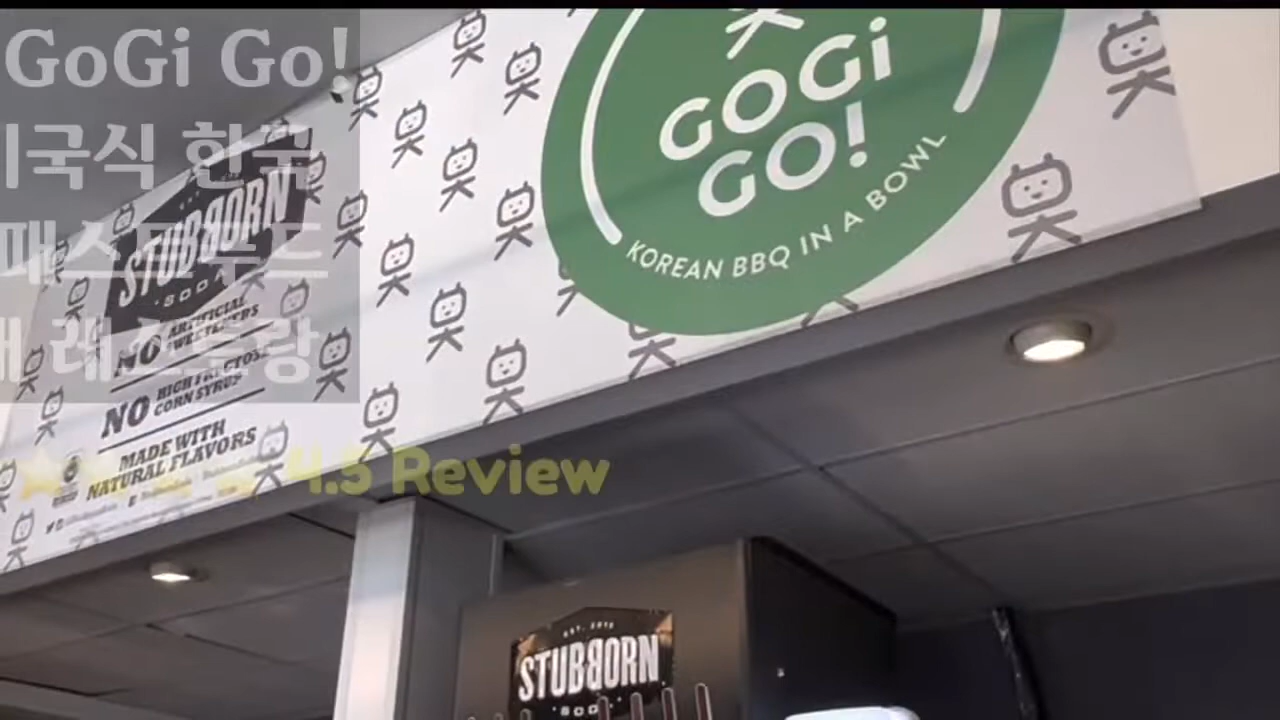 GoGi Go!
미국식 한국
패스트푸드
레스토랑
4.5 Review
GOGi
GO!
KOREAN BBQ IN A BOWL
STUBBORN
SODA
NO ARTIFICIAL SWEETENERS
NO HIGH FRUCTOSE CORN SYRUP
MADE WITH
NATURAL FLAVORS
EST. 2015
STUBBORN
SODA